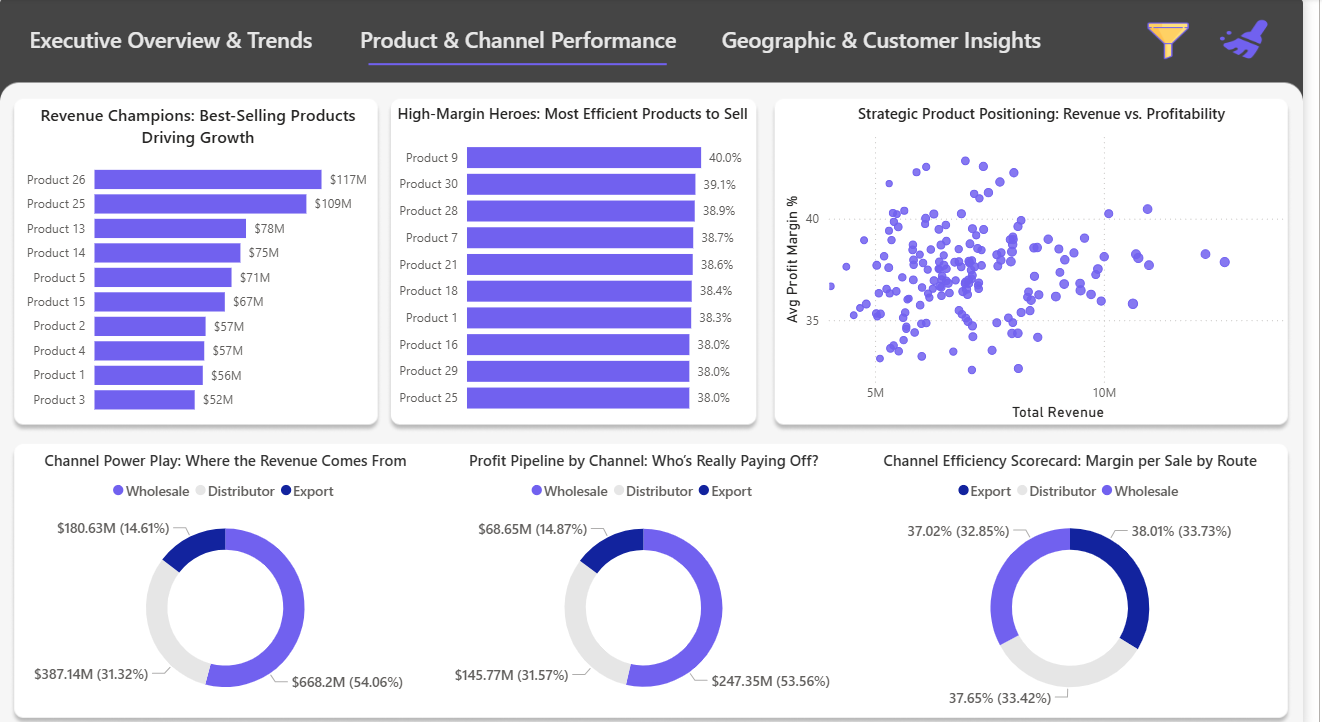 Executive Overview & Trends
Product & Channel Performance
Geographic & Customer Insights
Revenue Champions: Best-Selling Products
Driving Growth
Product 26 $117M
Product 25 $109M
Product 13 $78M
Product 14 $75M
Product 5 $71M
Product 15 $67M
Product 2 $57M
Product 4 $57M
Product 1 $56M
Product 3 $52M
High-Margin Heroes: Most Efficient Products to Sell
Product 9 40.0%
Product 30 39.1%
Product 28 38.9%
Product 7 38.7%
Product 21 38.6%
Product 18 38.4%
Product 1 38.3%
Product 16 38.0%
Product 29 38.0%
Product 25 38.0%
Strategic Product Positioning: Revenue vs. Profitability
Avg Profit Margin %
40
35
5M 10M
Total Revenue
Channel Power Play: Where the Revenue Comes From
Wholesale Distributor Export
$180.63M (14.61%)
$387.14M (31.32%)
$668.2M (54.06%)
Profit Pipeline by Channel: Who's Really Paying Off?
Wholesale Distributor Export
$68.65M (14.87%)
$145.77M (31.57%)
$247.35M (53.56%)
Channel Efficiency Scorecard: Margin per Sale by Route
Export Distributor Wholesale
37.02% (32.85%)
38.01% (33.73%)
37.65% (33.42%)